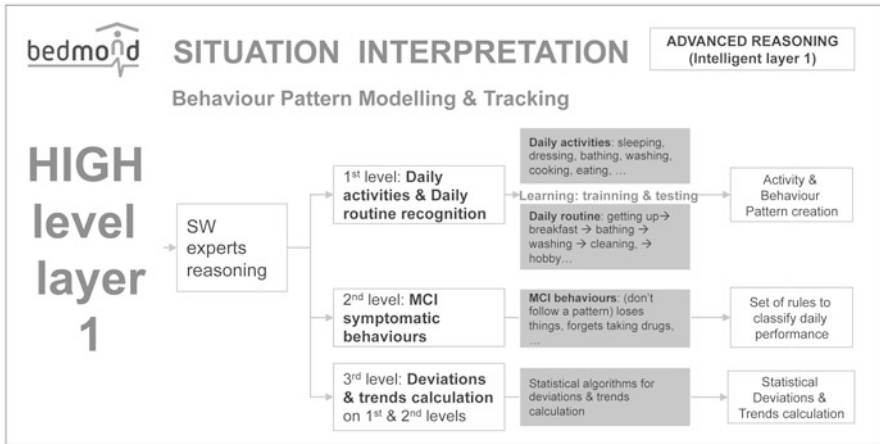 bedmond
SITUATION INTERPRETATION
ADVANCED REASONING
(Intelligent layer 1)
Behaviour Pattern Modelling & Tracking
HIGH
level
layer
1
SW
experts
reasoning
1st level: Daily
activities & Daily
routine recognition
Daily activities: sleeping,
dressing, bathing, washing,
cooking, eating, …
Learning: trainning & testing
Daily routine: getting up→
breakfast → bathing →
washing → cleaning, →
hobby…
Activity &
Behaviour
Pattern creation
2nd level: MCI
symptomatic
behaviours
MCI behaviours: (don't
follow a pattern) loses
things, forgets taking drugs,
…
Set of rules to
classify daily
performance
3rd level: Deviations
& trends calculation
on 1st & 2nd levels
Statistical algorithms for
deviations & trends
calculation
Statistical
Deviations &
Trends calculation